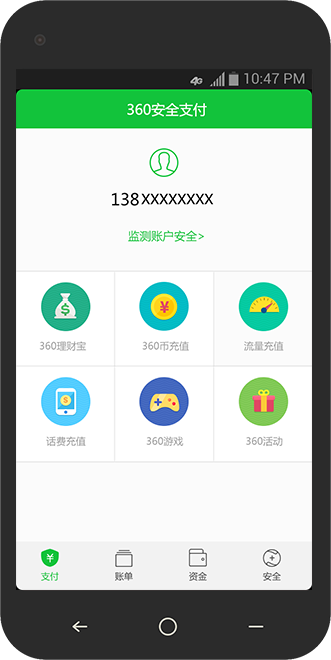 4G 10:47 PM
360安全支付
138XXXXXXXX
监测账户安全>
360理财宝 360币充值 流量充值
话费充值 360游戏 360活动
支付 账单 资金 安全